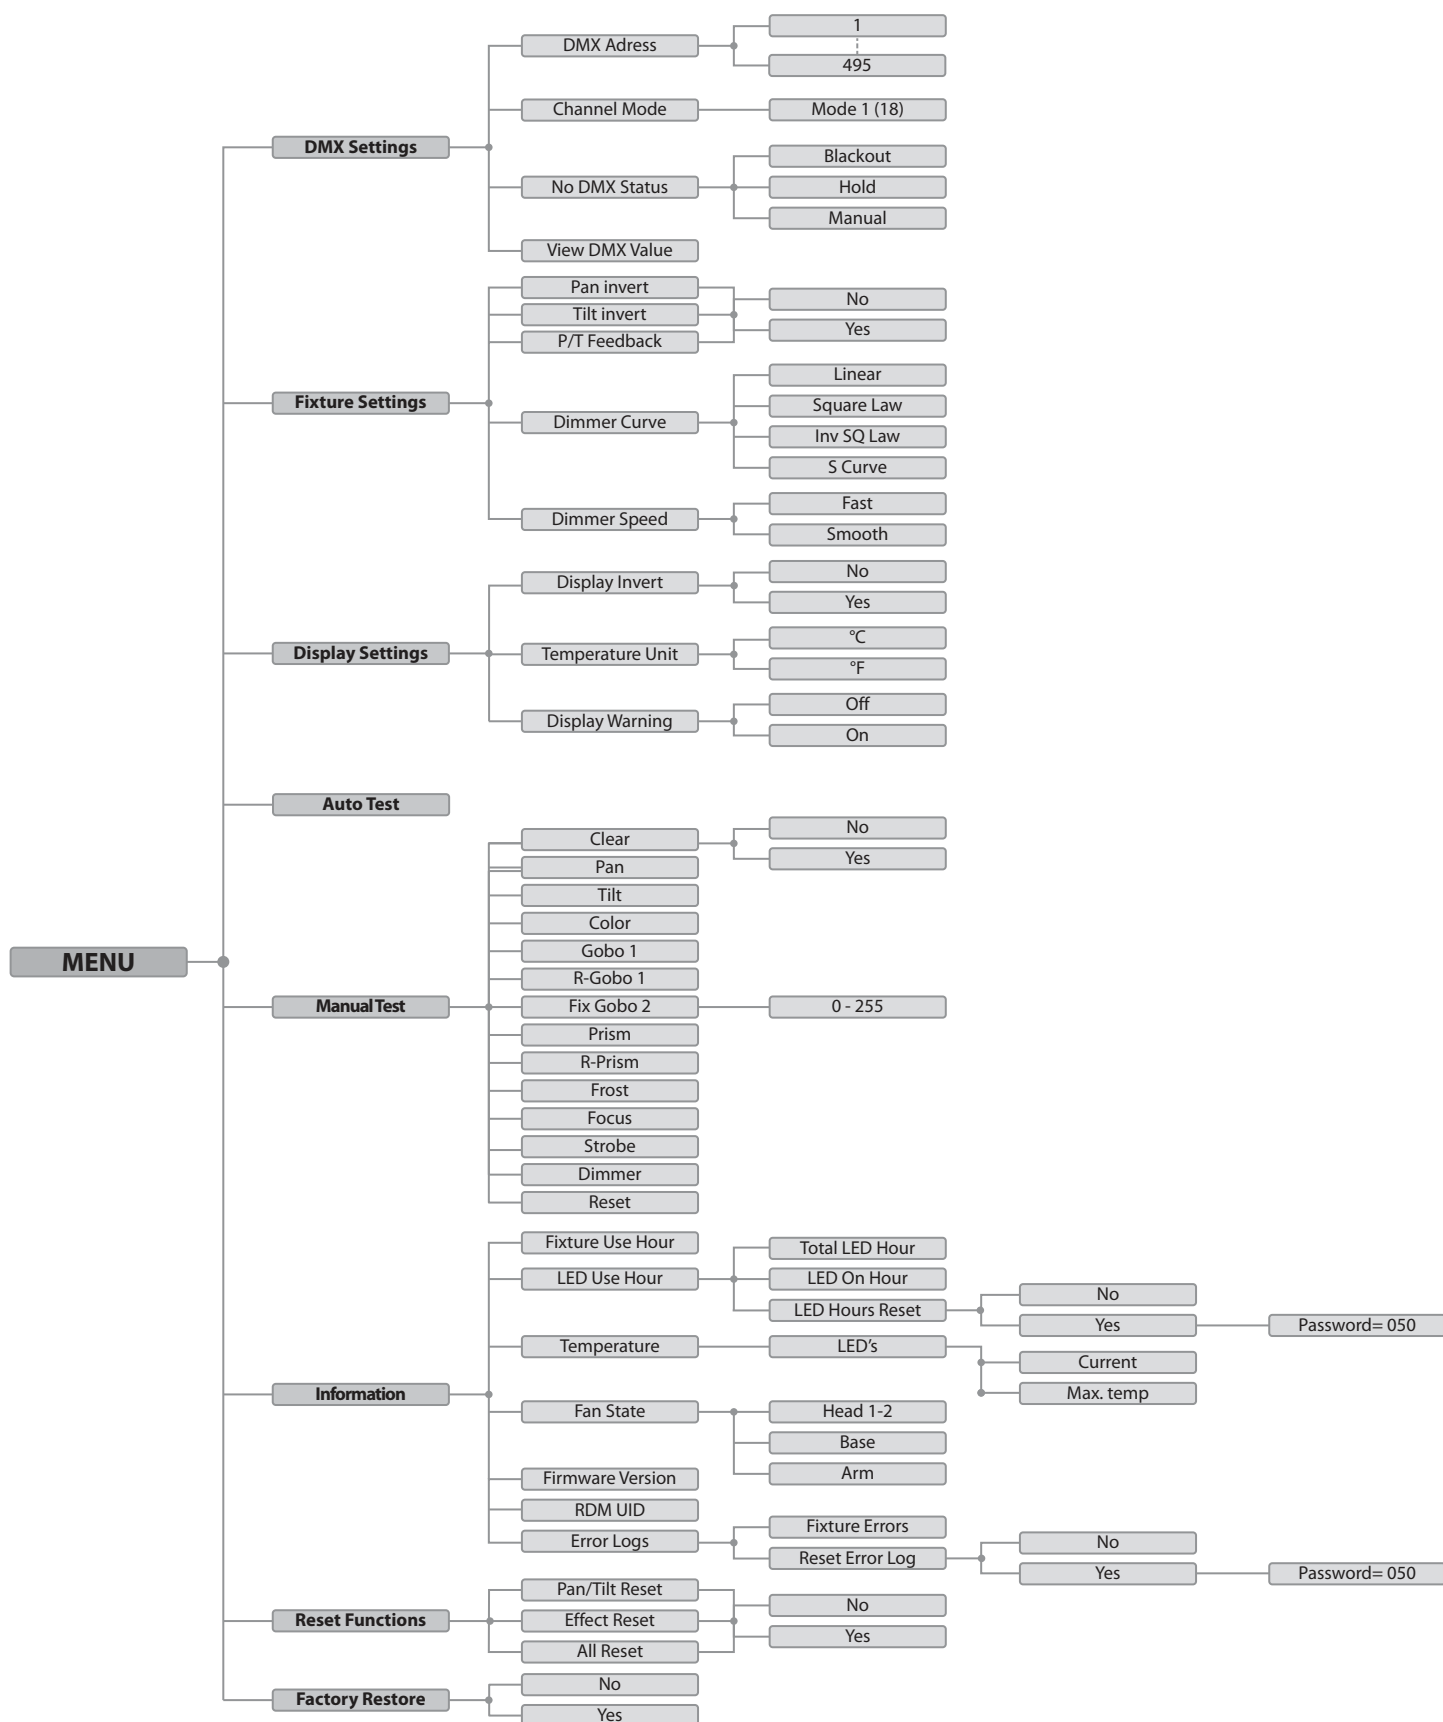 MENU
DMX Settings
DMX Adress
1
495
Channel Mode
Mode 1 (18)
No DMX Status
Blackout
Hold
Manual
View DMX Value
Fixture Settings
Pan invert
Tilt invert
P/T Feedback
No
Yes
Dimmer Curve
Linear
Square Law
Inv SQ Law
S Curve
Dimmer Speed
Fast
Smooth
Display Settings
Display Invert
No
Yes
Temperature Unit
°C
°F
Display Warning
Off
On
Auto Test
Manual Test
Clear
No
Yes
Pan
Tilt
Color
Gobo 1
R-Gobo 1
Fix Gobo 2
0 - 255
Prism
R-Prism
Frost
Focus
Strobe
Dimmer
Reset
Information
Fixture Use Hour
LED Use Hour
Total LED Hour
LED On Hour
LED Hours Reset
No
Yes
Password= 050
Temperature
LED's
Current
Max. temp
Fan State
Head 1-2
Base
Arm
Firmware Version
RDM UID
Error Logs
Fixture Errors
Reset Error Log
No
Yes
Password= 050
Reset Functions
Pan/Tilt Reset
Effect Reset
All Reset
No
Yes
Factory Restore
No
Yes